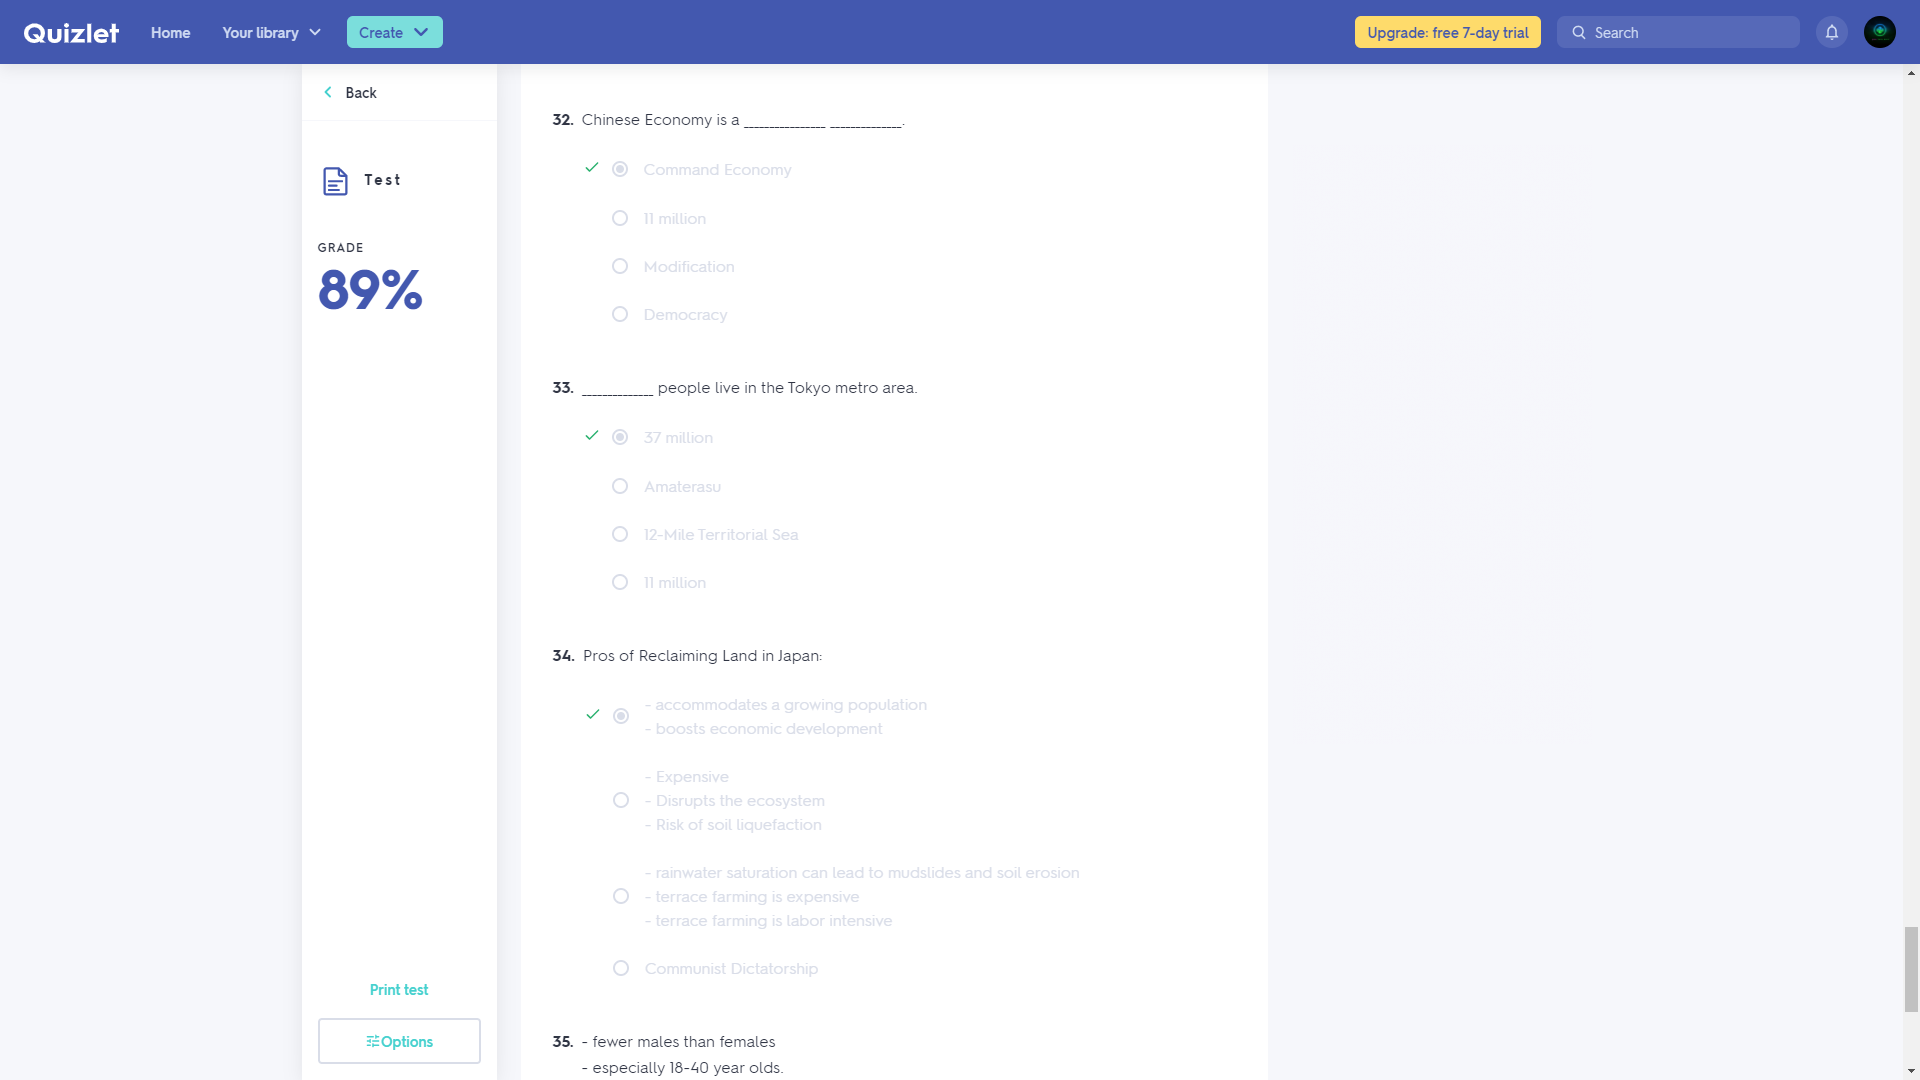 Quizlet
Home
Your library
Create
Upgrade: free 7-day trial
Search
Back
Test
GRADE
89%
Print test
Options
32. Chinese Economy is a ________________ ______________.
Command Economy
11 million
Modification
Democracy
33. ______________ people live in the Tokyo metro area.
37 million
Amaterasu
12-Mile Territorial Sea
11 million
34. Pros of Reclaiming Land in Japan:
- accommodates a growing population
- boosts economic development
- Expensive
- Disrupts the ecosystem
- Risk of soil liquefaction
- rainwater saturation can lead to mudslides and soil erosion
- terrace farming is expensive
- terrace farming is labor intensive
Communist Dictatorship
35. - fewer males than females
- especially 18-40 year olds.